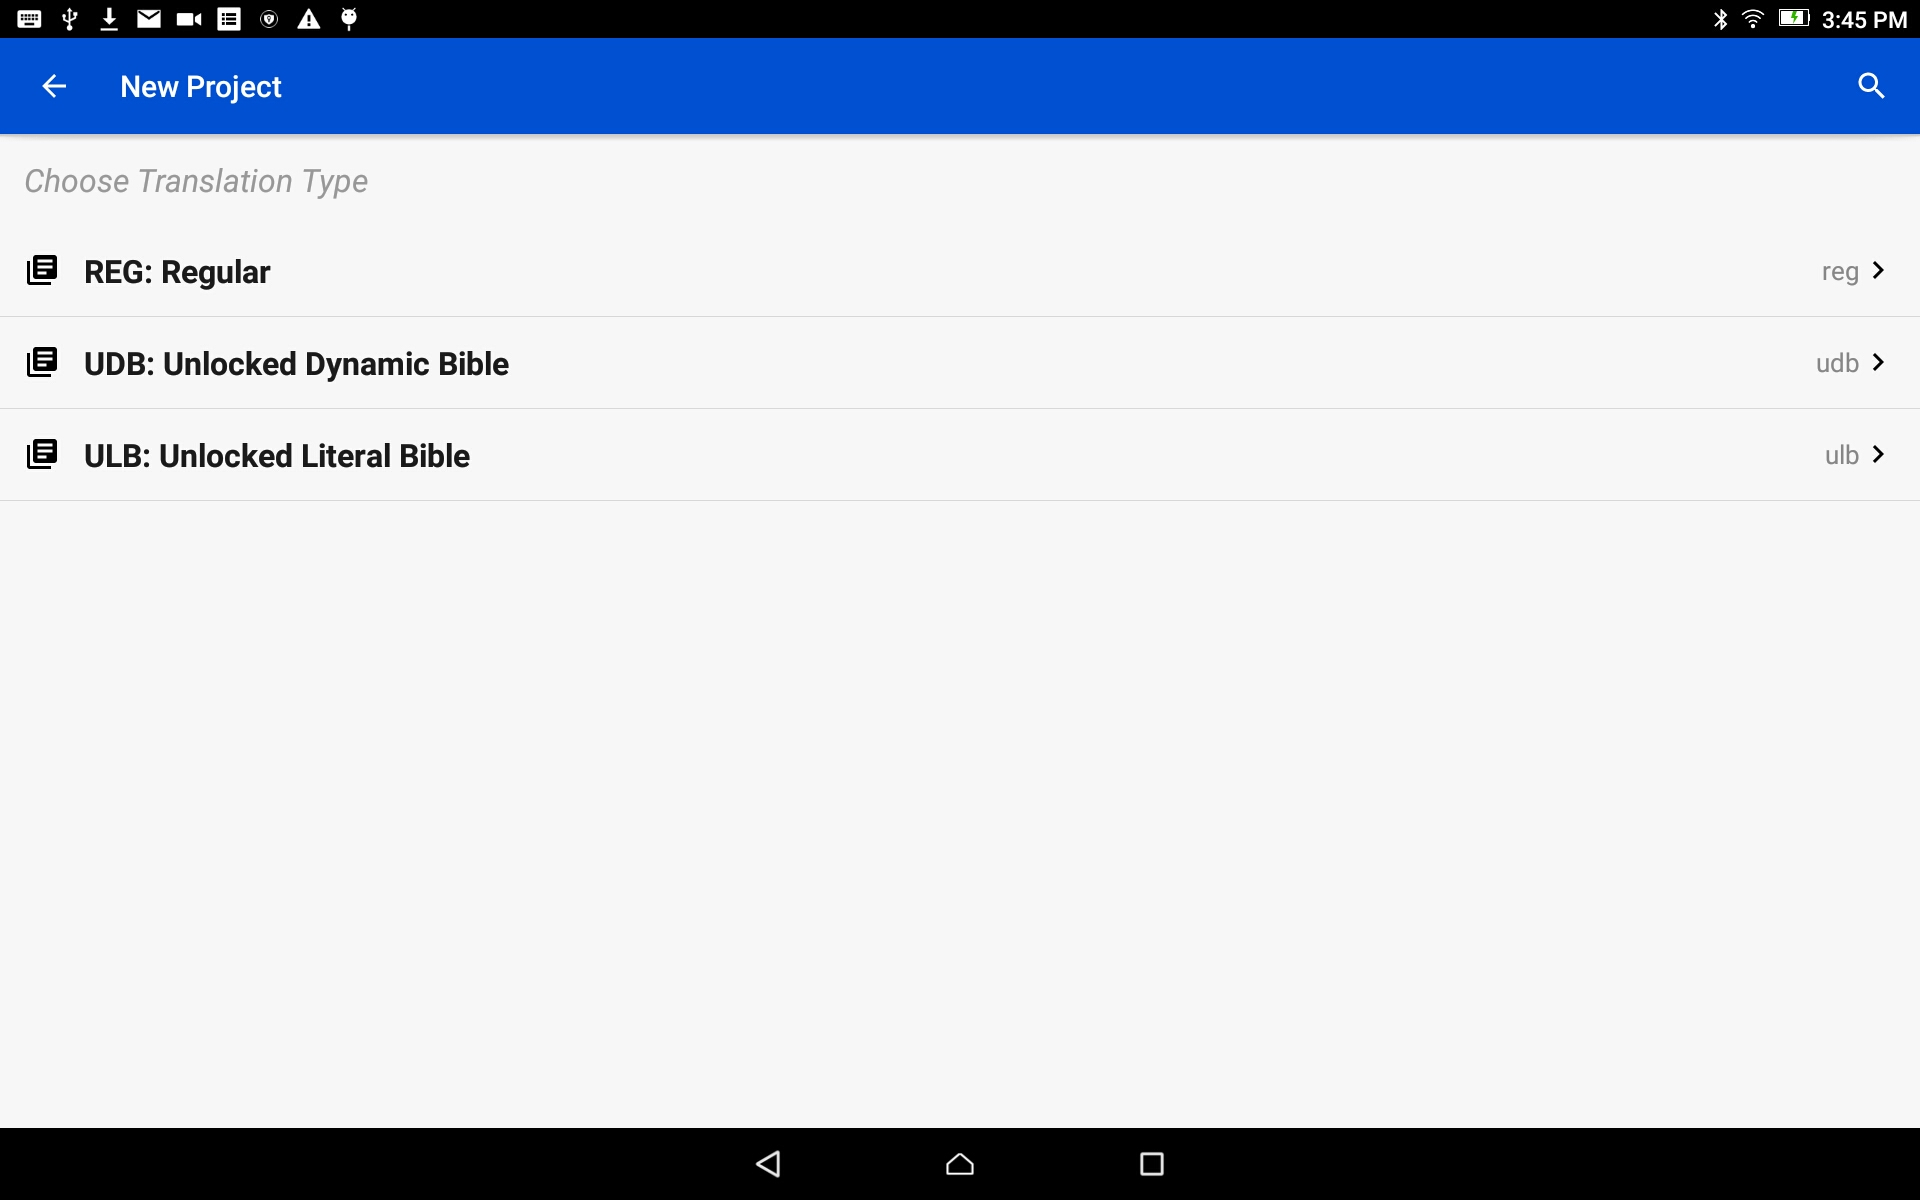 3:45 PM
New Project
Choose Translation Type
REG: Regular
reg
UDB: Unlocked Dynamic Bible
udb
ULB: Unlocked Literal Bible
ulb